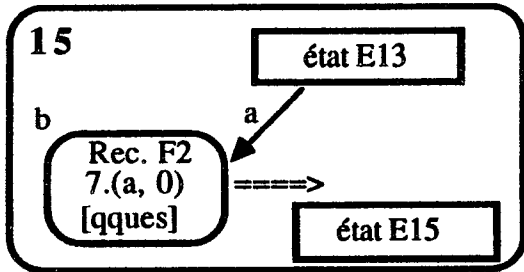 15
état E13
b
a
Rec. F2
7.(a, 0)
====>
[qques]
état E15